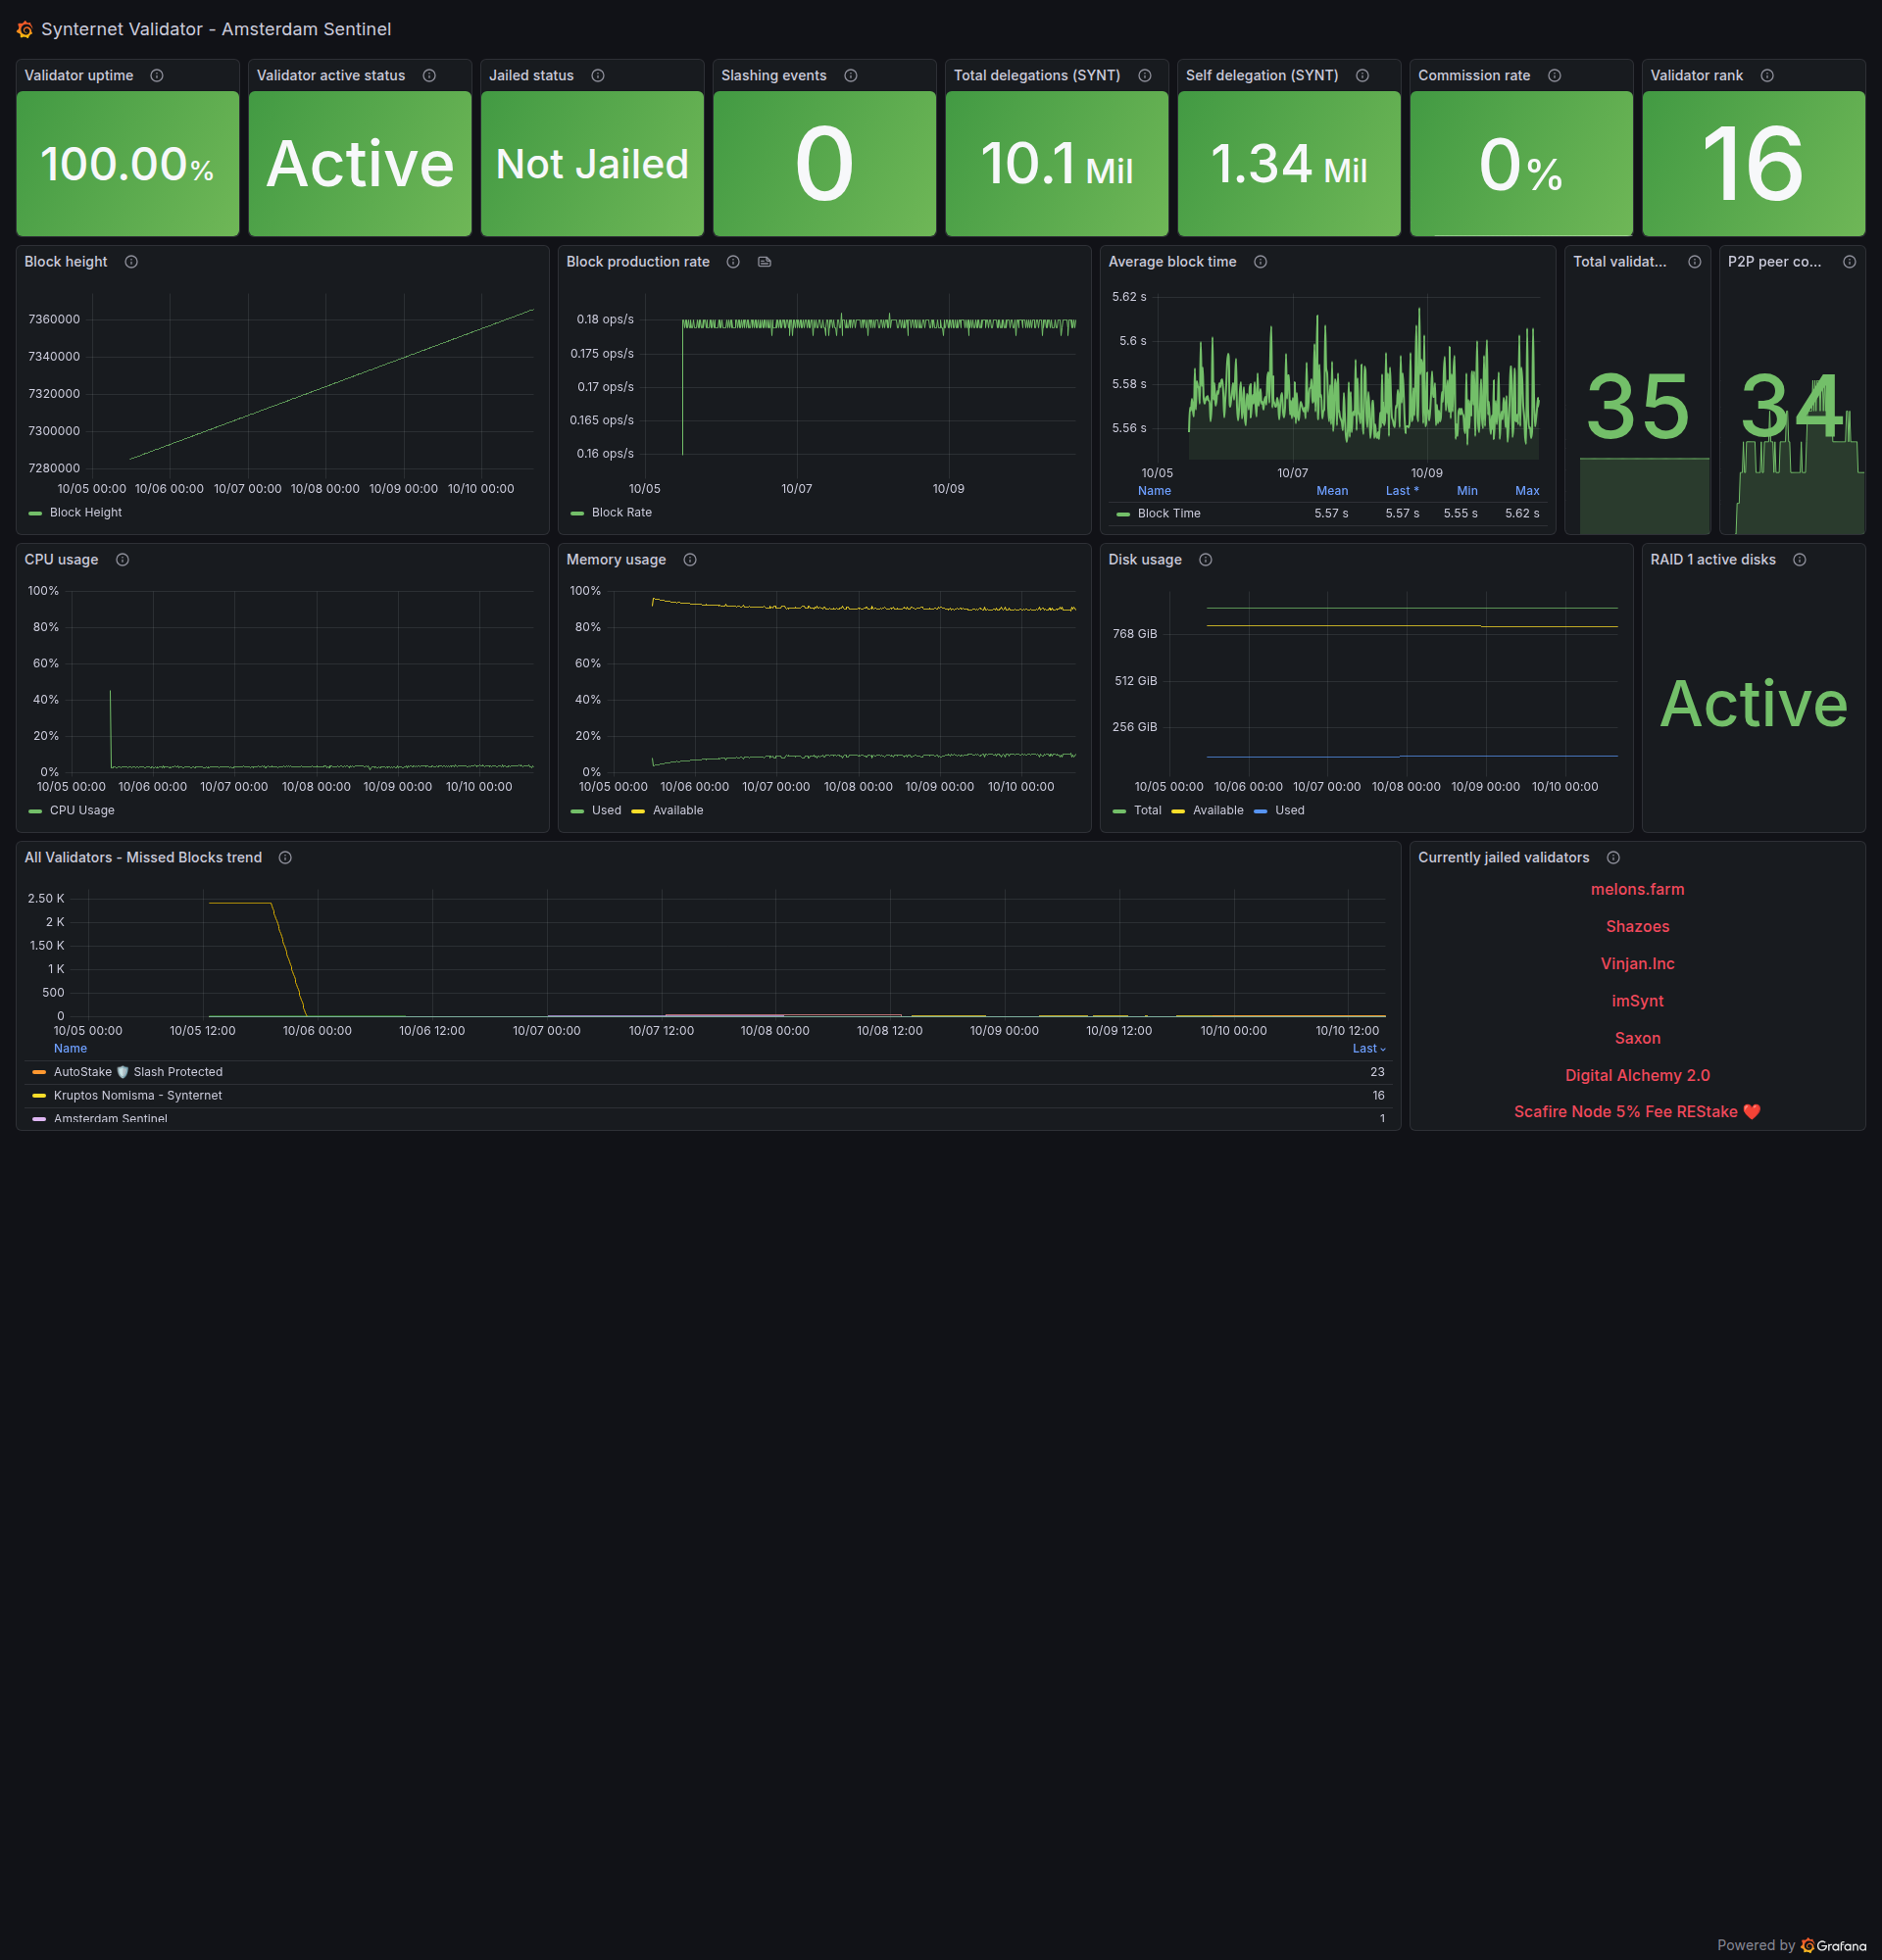 Synternet Validator - Amsterdam Sentinel
Validator uptime
100.00%
Validator active status
Active
Jailed status
Not Jailed
Slashing events
0
Total delegations (SYNT)
10.1 Mil
Self delegation (SYNT)
1.34 Mil
Commission rate
0%
Validator rank
16
Block height
7360000
7340000
7320000
7300000
7280000
10/05 00:00 10/06 00:00 10/07 00:00 10/08 00:00 10/09 00:00 10/10 00:00
Block Height
Block production rate
0.18 ops/s
0.175 ops/s
0.17 ops/s
0.165 ops/s
0.16 ops/s
10/05 10/07 10/09
Block Rate
Average block time
5.62 s
5.6 s
5.58 s
5.56 s
10/05 10/07 10/09
Name Mean Last * Min Max
Block Time 5.57 s 5.57 s 5.55 s 5.62 s
Total validat...
35
P2P peer co...
34
CPU usage
100%
80%
60%
40%
20%
0%
10/05 00:00 10/06 00:00 10/07 00:00 10/08 00:00 10/09 00:00 10/10 00:00
CPU Usage
Memory usage
100%
80%
60%
40%
20%
0%
10/05 00:00 10/06 00:00 10/07 00:00 10/08 00:00 10/09 00:00 10/10 00:00
Used Available
Disk usage
768 GiB
512 GiB
256 GiB
10/05 00:00 10/06 00:00 10/07 00:00 10/08 00:00 10/09 00:00 10/10 00:00
Total Available Used
RAID 1 active disks
Active
All Validators - Missed Blocks trend
2.50 K
2 K
1.50 K
1 K
500
0
10/05 00:00 10/05 12:00 10/06 00:00 10/06 12:00 10/07 00:00 10/07 12:00 10/08 00:00 10/08 12:00 10/09 00:00 10/09 12:00 10/10 00:00 10/10 12:00
Name Last
AutoStake 🛡️ Slash Protected 23
Kruptos Nomisma - Synternet 16
Amsterdam Sentinel 1
Currently jailed validators
melons.farm
Shazoes
Vinjan.Inc
imSynt
Saxon
Digital Alchemy 2.0
Scafire Node 5% Fee REStake ❤️
Powered by Grafana